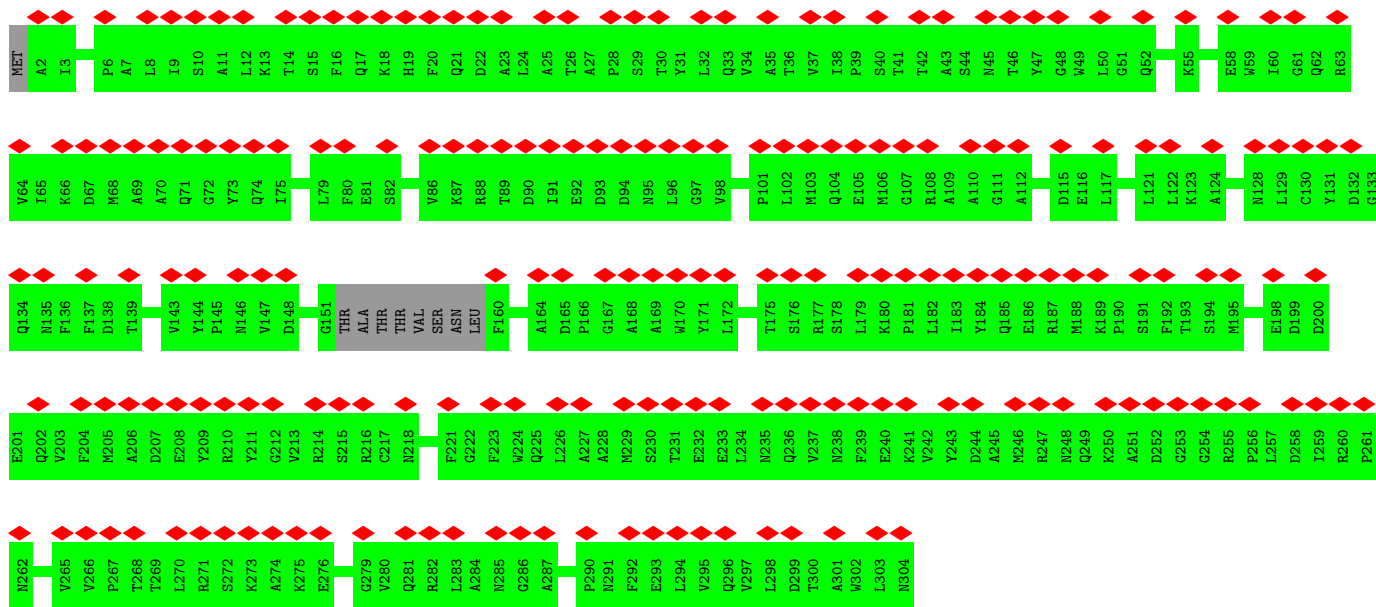 MET A2 I3 P6 A7 L8 I9 S10 A11 L12 K13 T14 S15 F16 Q17 K18 H19 F20 Q21 D22 A23 L24 A25 T26 A27 P28 S29 T30 Y31 L32 Q33 V34 A35 T36 V37 I38 P39 S40 T41 T42 A43 S44 N45 T46 Y47 G48 W49 L50 G51 Q52 K55 E58 W59 I60 G61 Q62 R63
V64 I65 K66 D67 M68 A69 A70 Q71 G72 Y73 Q74 I75 L79 F80 E81 S82 V86 K87 R88 T89 D90 I91 E92 D93 D94 N95 L96 G97 V98 P101 L102 M103 Q104 E105 M106 G107 R108 A109 A110 G111 A112 D115 E116 L117 L121 L122 K123 A124 N128 L129 C130 Y131 D132 G133
Q134 N135 F136 F137 D138 T139 V143 Y144 P145 N146 V147 D148 G151 THR ALA THR THR VAL SER ASN LEU F160 A164 D165 P166 G167 A168 A169 W170 Y171 L172 T175 S176 R177 S178 L179 K180 P181 L182 I183 Y184 Q185 E186 R187 M188 K189 P190 S191 F192 T193 S194 M195 E198 D199 D200
E201 Q202 V203 F204 M205 A206 D207 E208 Y209 R210 Y211 G212 V213 R214 S215 R216 C217 N218 F221 G222 F223 W224 Q225 L226 A227 A228 M229 S230 T231 E232 E233 L234 N235 Q236 V237 N238 F239 E240 K241 V242 Y243 D244 A245 M246 R247 N248 Q249 K250 A251 D252 G253 G254 R255 P256 L257 D258 I259 R260 P261
N262 V265 V266 P267 T268 T269 L270 R271 S272 K273 A274 K275 E276 G279 V280 Q281 R282 L283 A284 N285 G286 A287 P290 N291 F292 E293 L294 V295 Q296 V297 L298 D299 T300 A301 W302 L303 N304